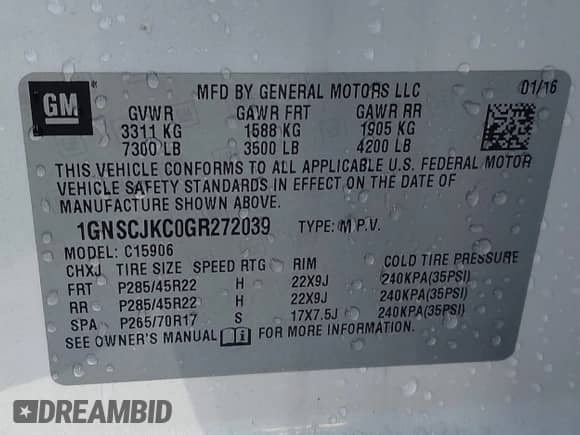 GM MFD BY GENERAL MOTORS LLC 01/16
GVWR GAWR FRT GAWR RR
3311 KG 1588 KG 1905 KG
7300 LB 3500 LB 4200 LB
THIS VEHICLE CONFORMS TO ALL APPLICABLE U.S. FEDERAL MOTOR
VEHICLE SAFETY STANDARDS IN EFFECT ON THE DATE OF
MANUFACTURE SHOWN ABOVE.
1GNSCJKC0GR272039 TYPE: M.P.V.
MODEL: C15906
CHXJ TIRE SIZE SPEED RTG RIM COLD TIRE PRESSURE
FRT P285/45R22 H 22X9J 240KPA(35PSI)
RR P285/45R22 H 22X9J 240KPA(35PSI)
SPA P265/70R17 S 17X7.5J 240KPA(35PSI)
SEE OWNER'S MANUAL FOR MORE INFORMATION.
DREAMBID